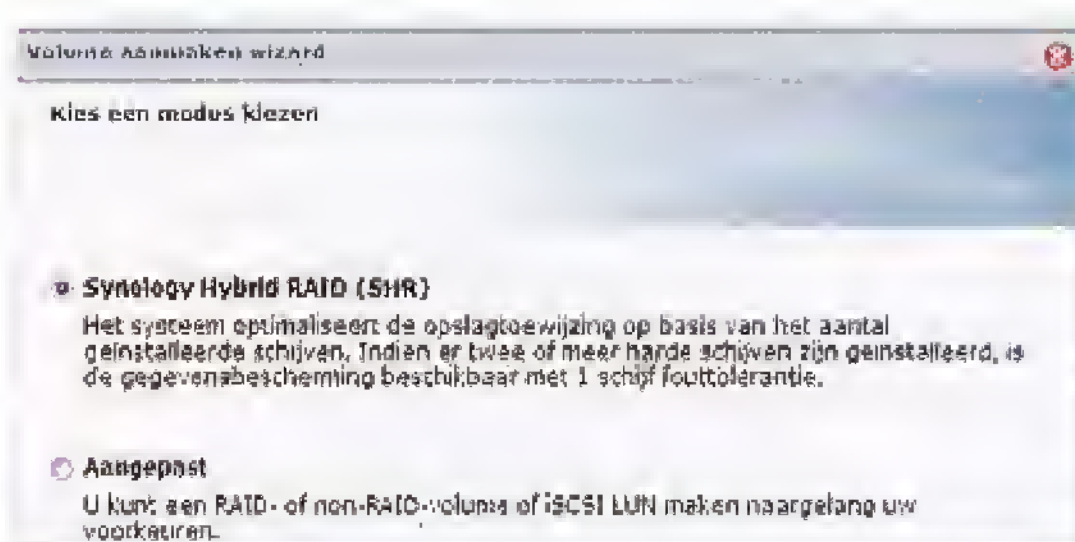 Volume Aanmaken wizard
Kies een modus kiezen
Synology Hybrid RAID (SHR)
Het systeem optimaliseert de opslagtoewijzing op basis van het aantal
geïnstalleerde schijven. Indien er twee of meer harde schijven zijn geïnstalleerd, is
de gegevensbescherming beschikbaar met 1 schijf fouttolerantie.
Aangepast
U kunt een RAID- of non-RAID-volume of iSCSI LUN maken naargelang uw
voorkeuren.